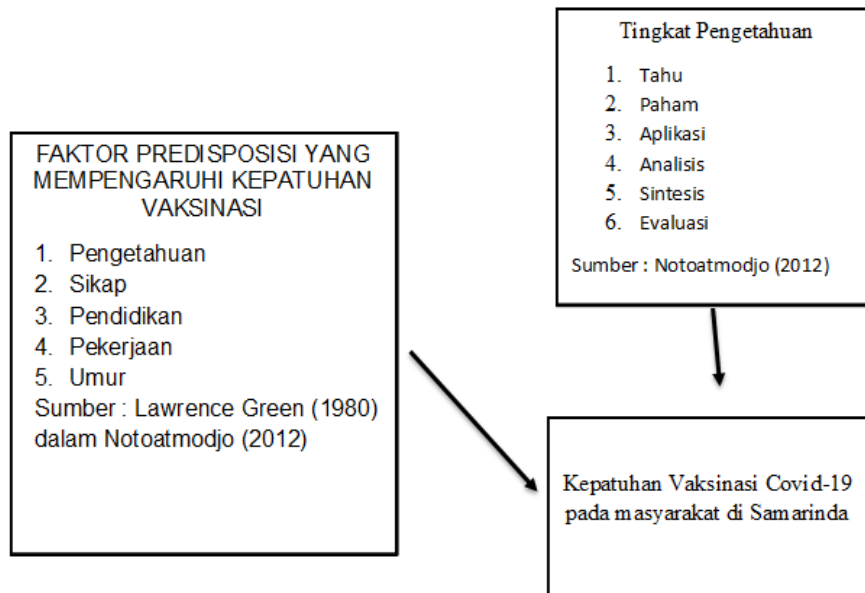 Tingkat Pengetahuan
1. Tahu
2. Paham
3. Aplikasi
4. Analisis
5. Sintesis
6. Evaluasi
Sumber : Notoatmodjo (2012)
FAKTOR PREDISPOSISI YANG
MEMPENGARUHI KEPATUHAN
VAKSINASI
1. Pengetahuan
2. Sikap
3. Pendidikan
4. Pekerjaan
5. Umur
Sumber : Lawrence Green (1980)
dalam Notoatmodjo (2012)
Kepatuhan Vaksinasi Covid-19
pada masyarakat di Samarinda